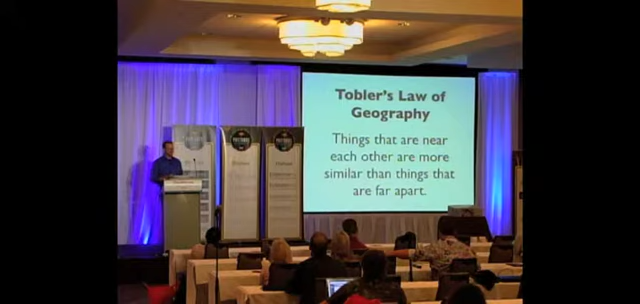 Tobler's Law of
Geography
Things that are near
each other are more
similar than things that
are far apart.